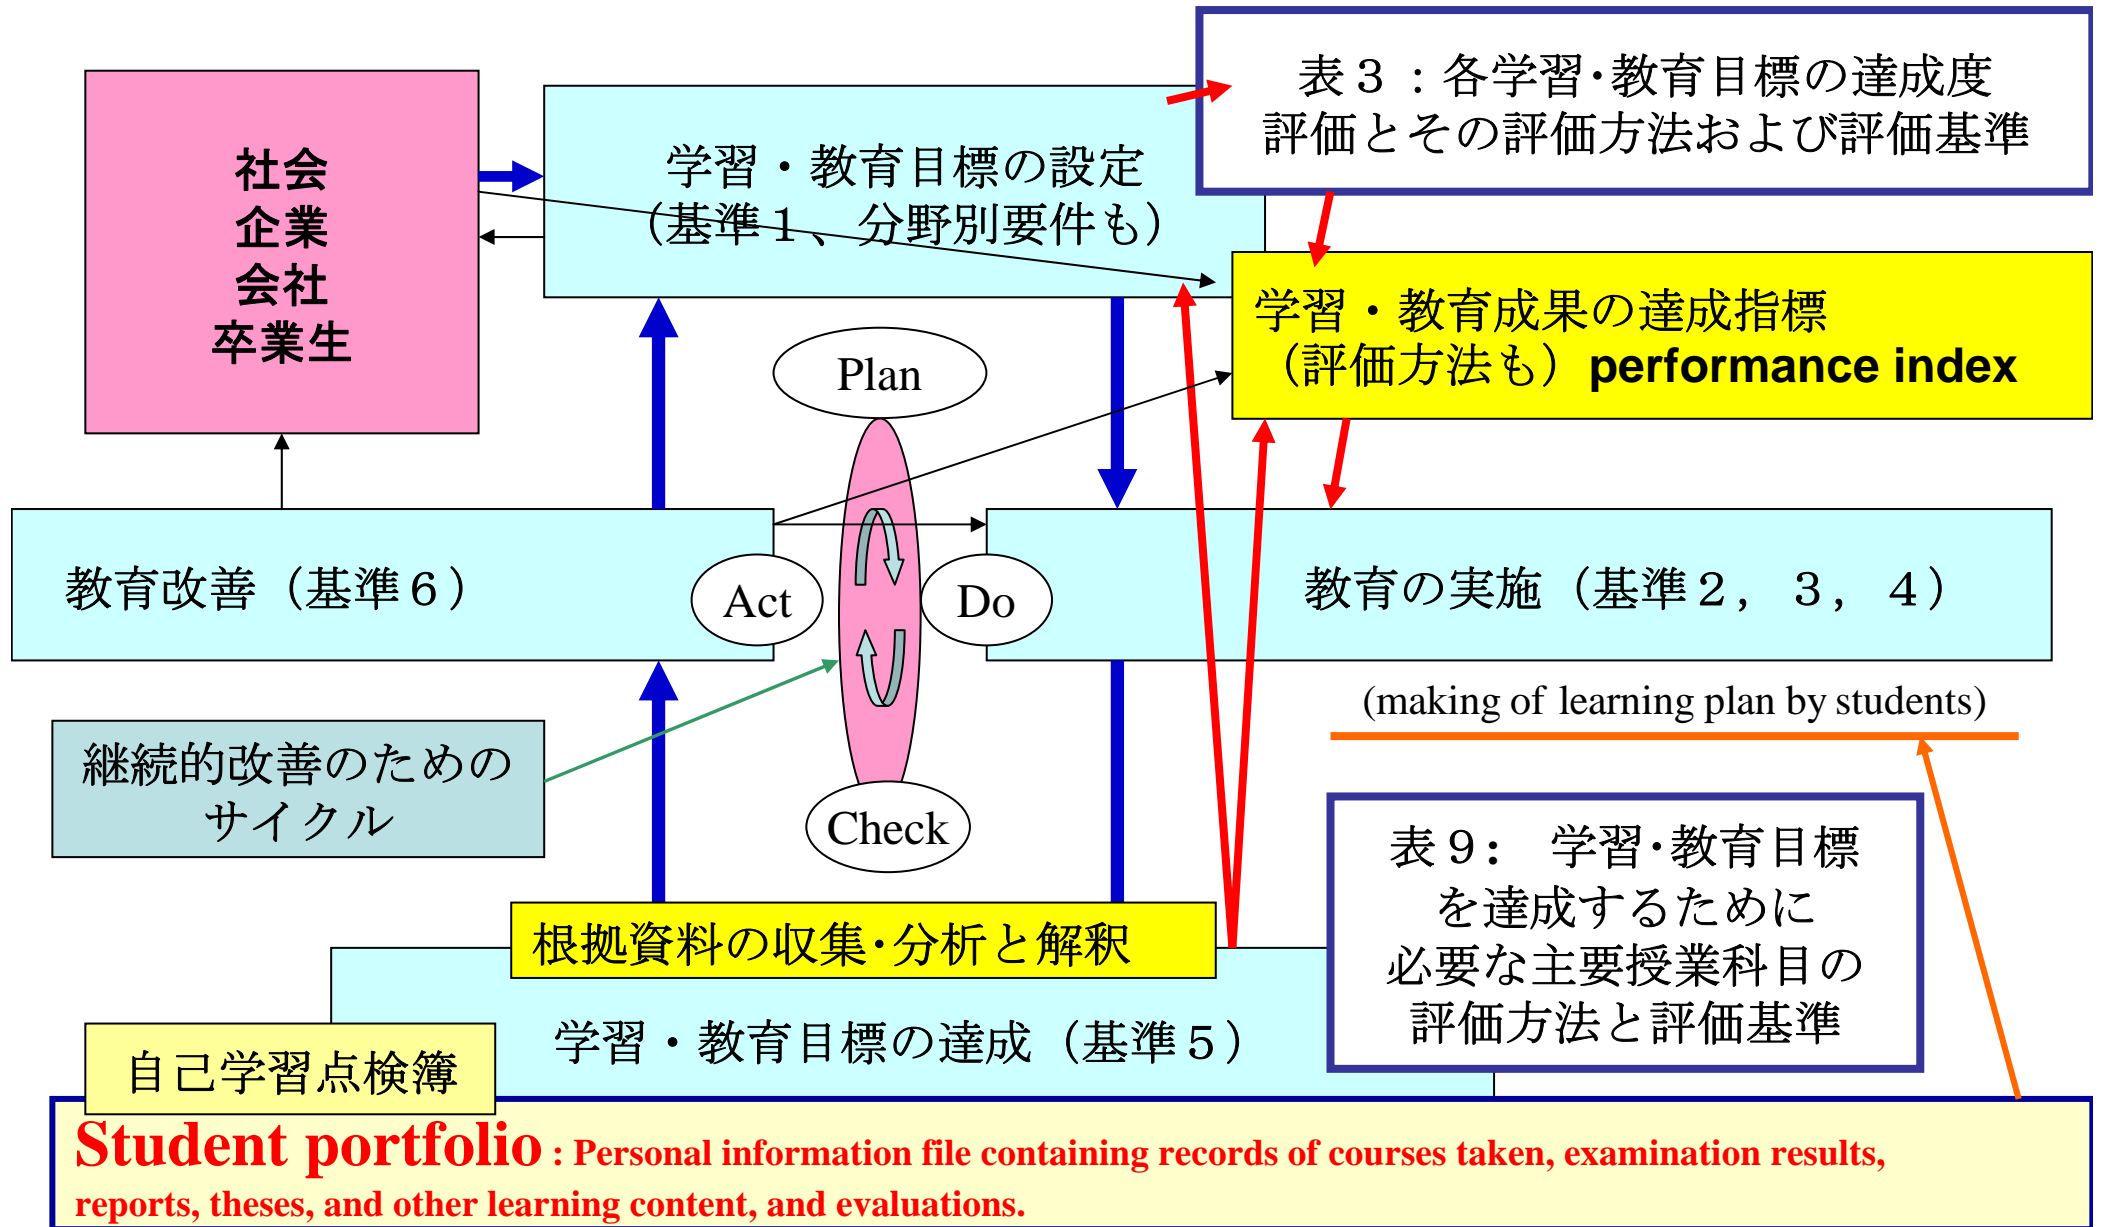 表３：各学習･教育目標の達成度
評価とその評価方法および評価基準
社会
企業
会社
卒業生
学習・教育目標の設定
（基準１、分野別要件も）
学習・教育成果の達成指標
（評価方法も）performance index
Plan
教育改善（基準６）
Act
Do
教育の実施（基準２，３，４）
(making of learning plan by students)
継続的改善のための
サイクル
Check
表９： 学習･教育目標
を達成するために
必要な主要授業科目の
評価方法と評価基準
根拠資料の収集･分析と解釈
学習・教育目標の達成（基準５）
自己学習点検簿
Student portfolio : Personal information file containing records of courses taken, examination results,
reports, theses, and other learning content, and evaluations.